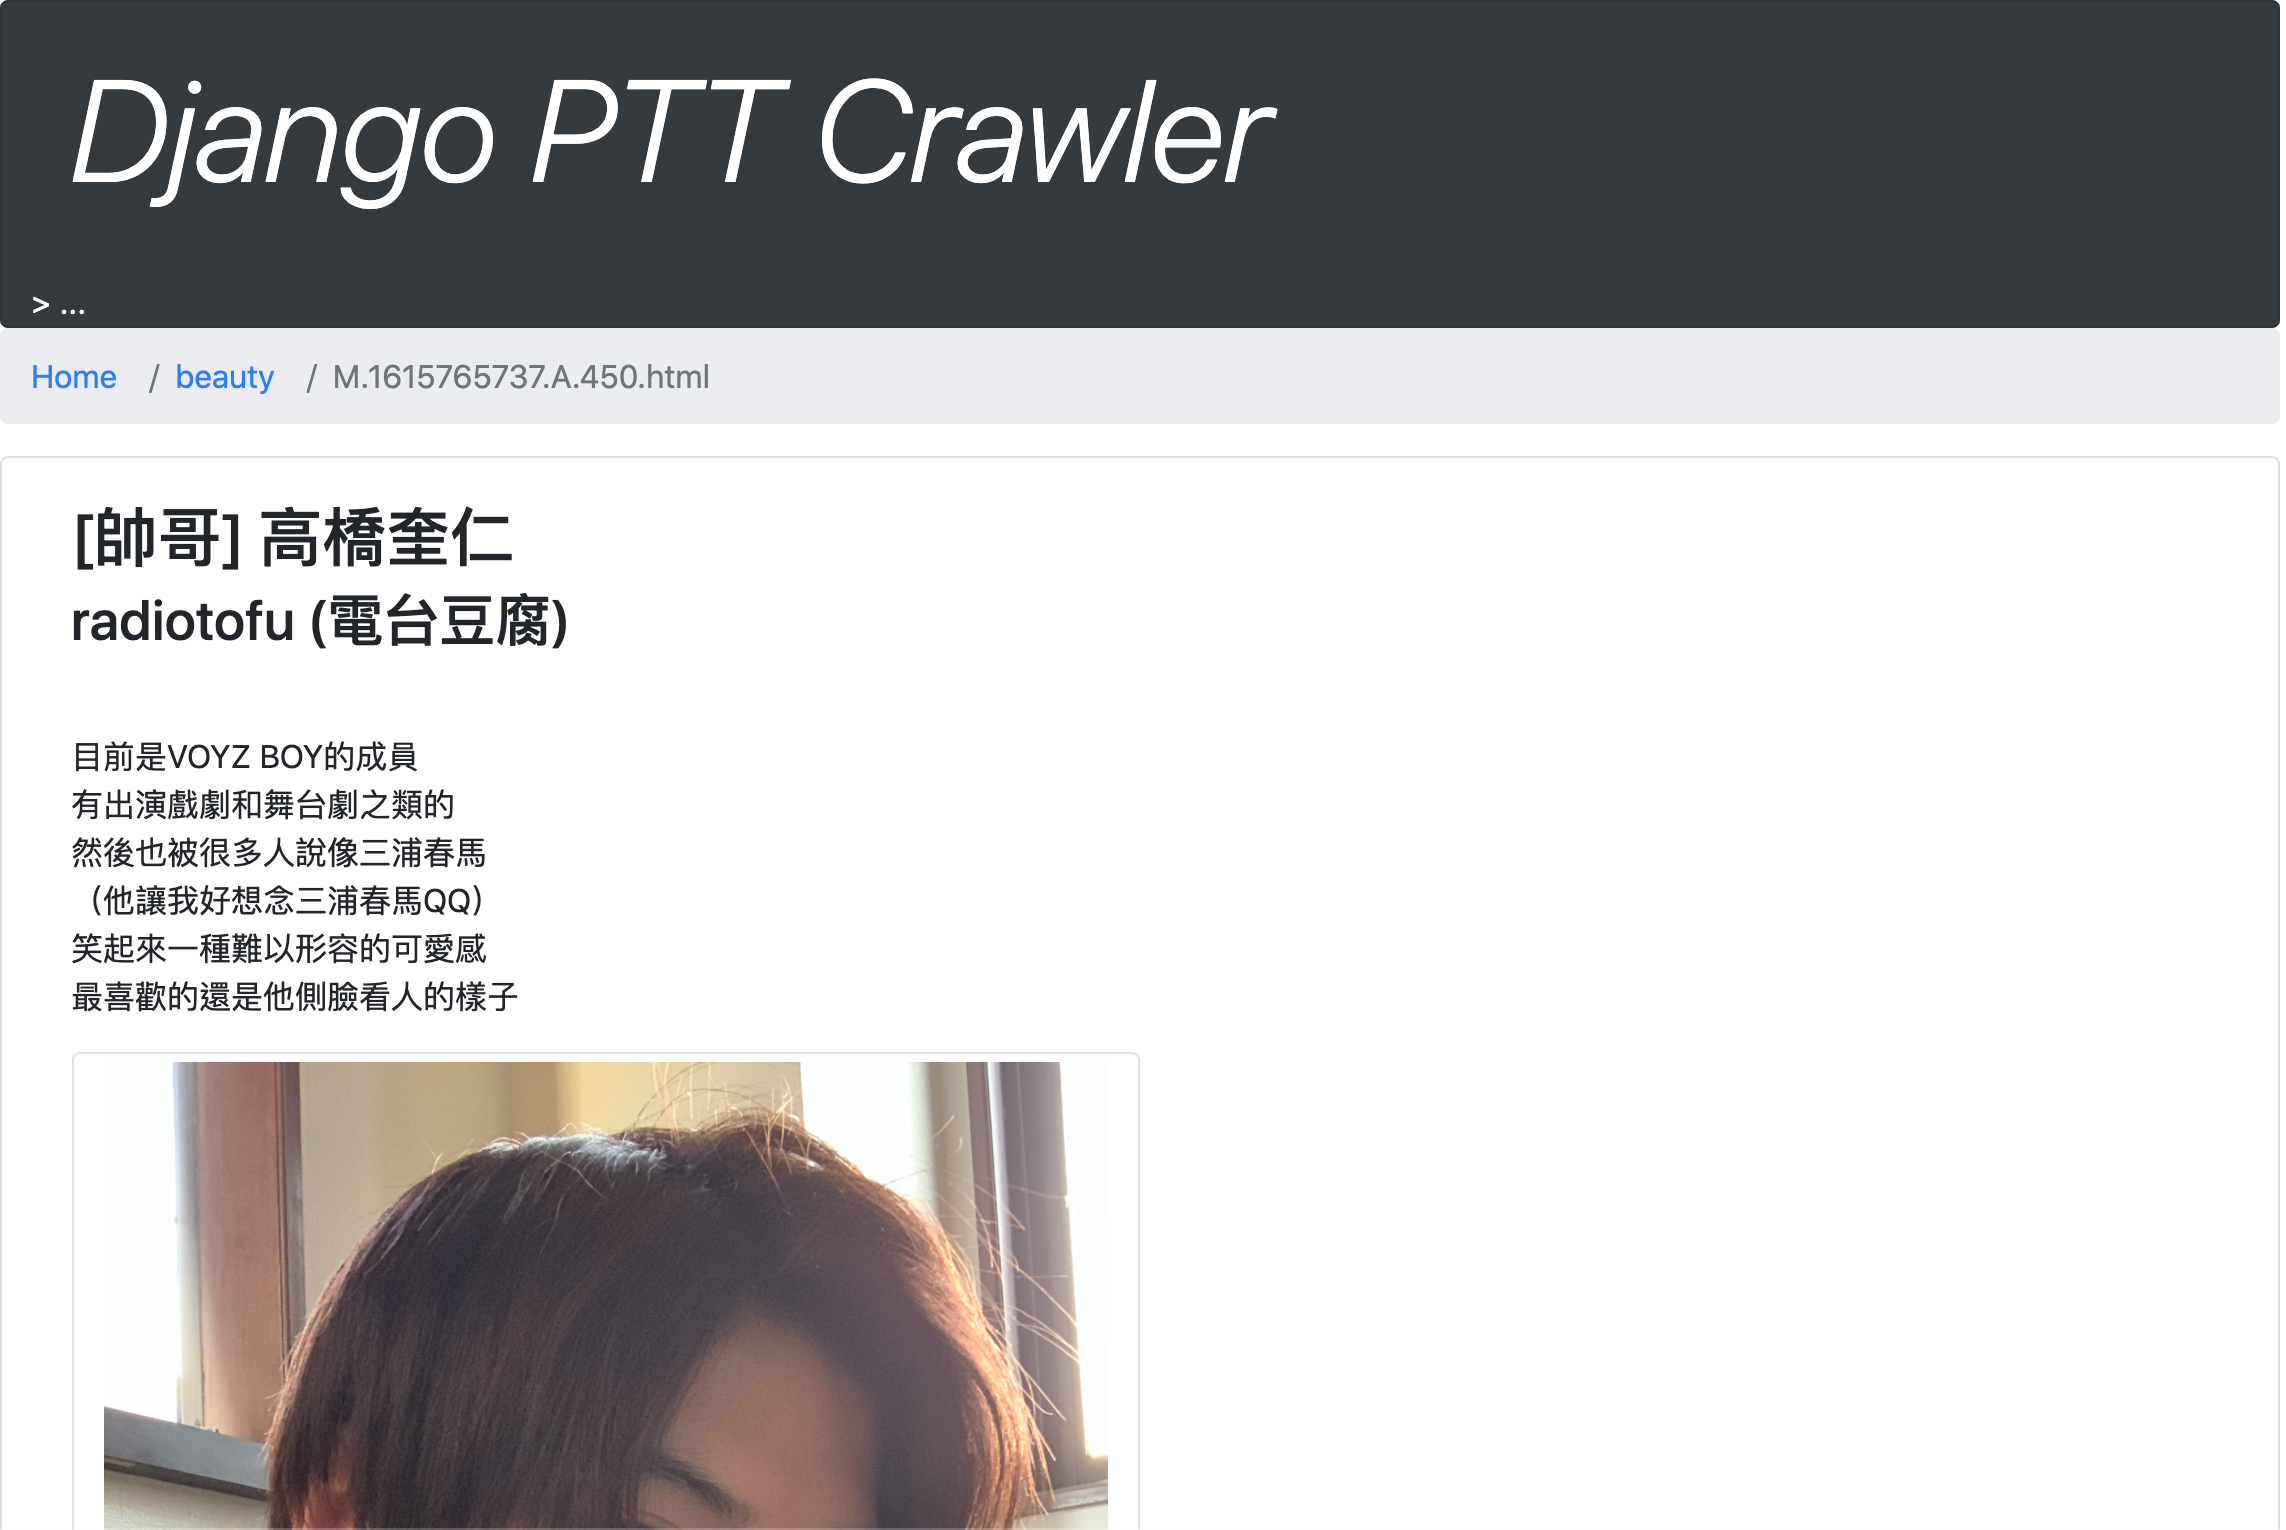 Django PTT Crawler
> ...
Home / beauty / M.1615765737.A.450.html
[帥哥] 高橋奎仁
radiotofu (電台豆腐)
目前是VOYZ BOY的成員
有出演戲劇和舞台劇之類的
然後也被很多人說像三浦春馬
（他讓我好想念三浦春馬QQ）
笑起來一種難以形容的可愛感
最喜歡的還是他側臉看人的樣子